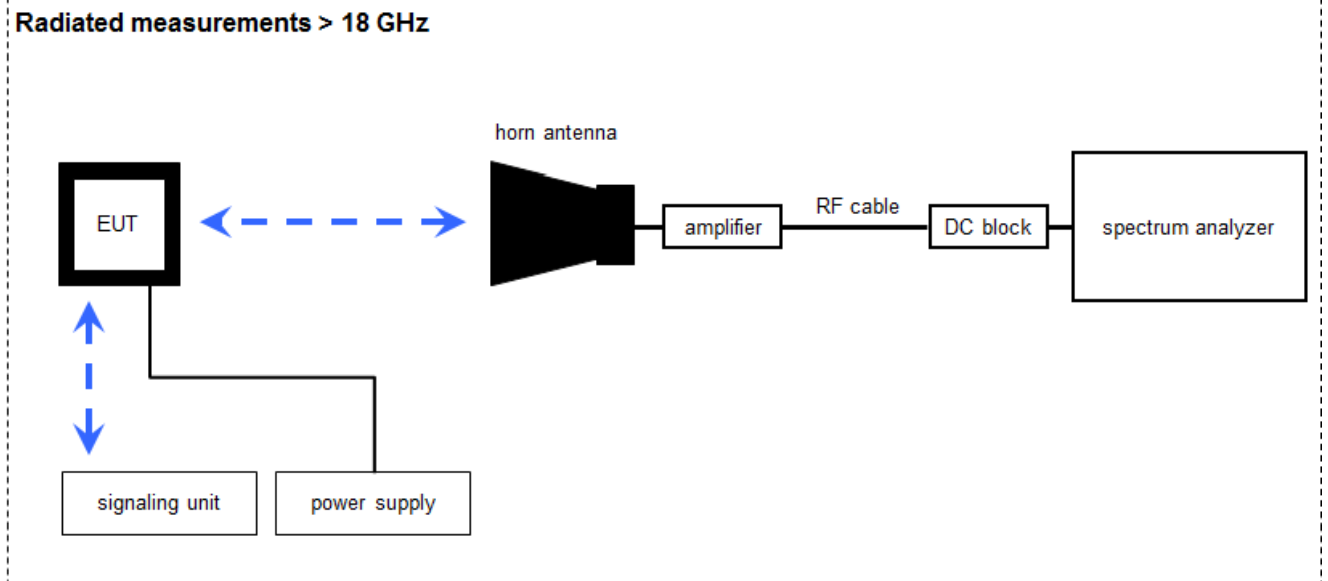 Radiated measurements > 18 GHz
horn antenna
EUT
amplifier
RF cable
DC block
spectrum analyzer
signaling unit
power supply